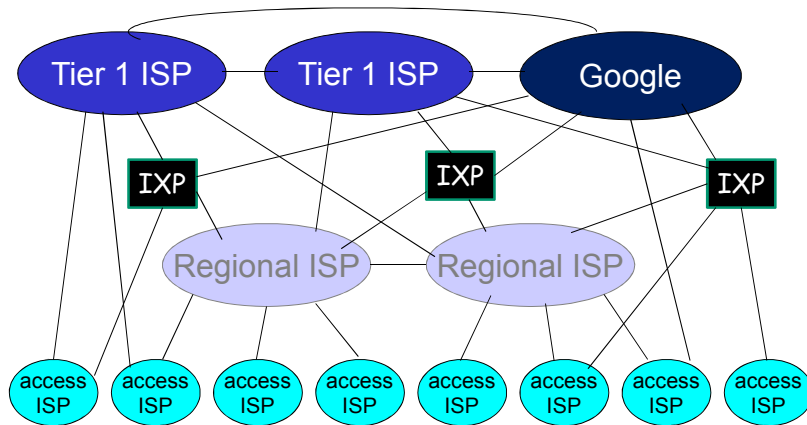 Tier 1 ISP
Tier 1 ISP
Google
IXP
IXP
IXP
Regional ISP
Regional ISP
access
ISP
access
ISP
access
ISP
access
ISP
access
ISP
access
ISP
access
ISP
access
ISP